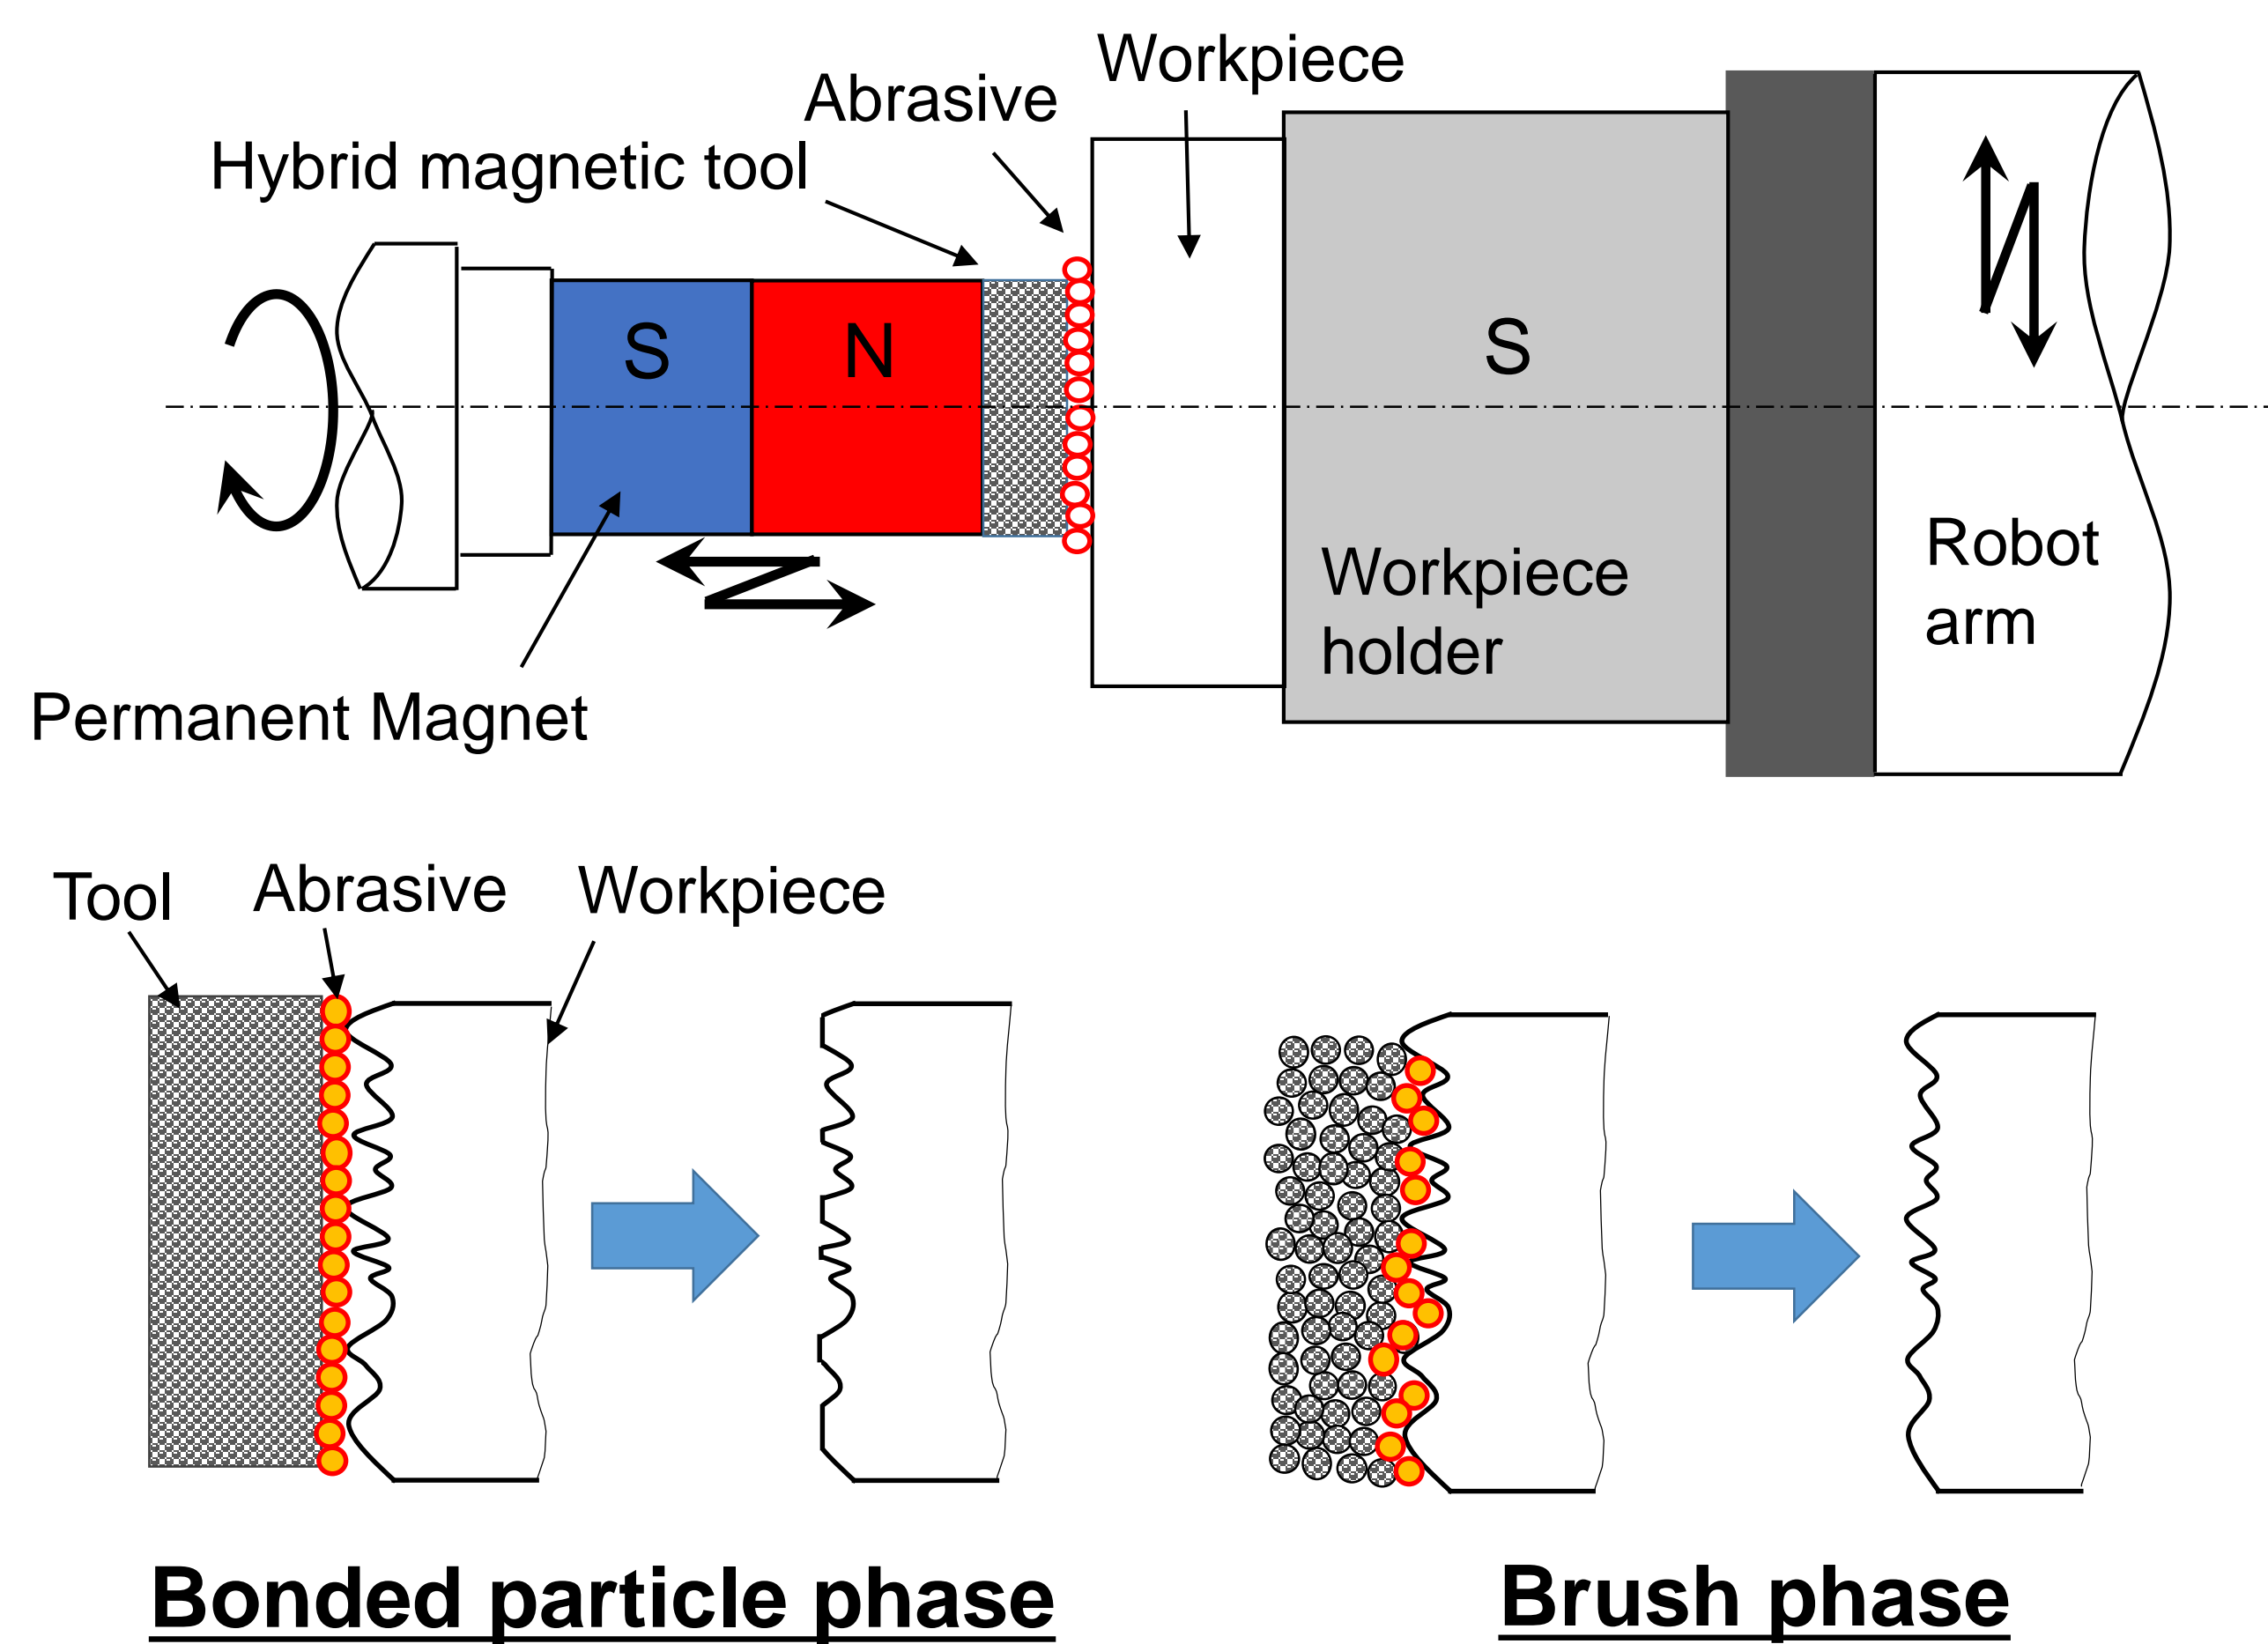 Workpiece
Abrasive
Hybrid magnetic tool
S
N
S
Workpiece
holder
Robot
arm
Permanent Magnet
Tool
Abrasive
Workpiece
Bonded particle phase
Brush phase